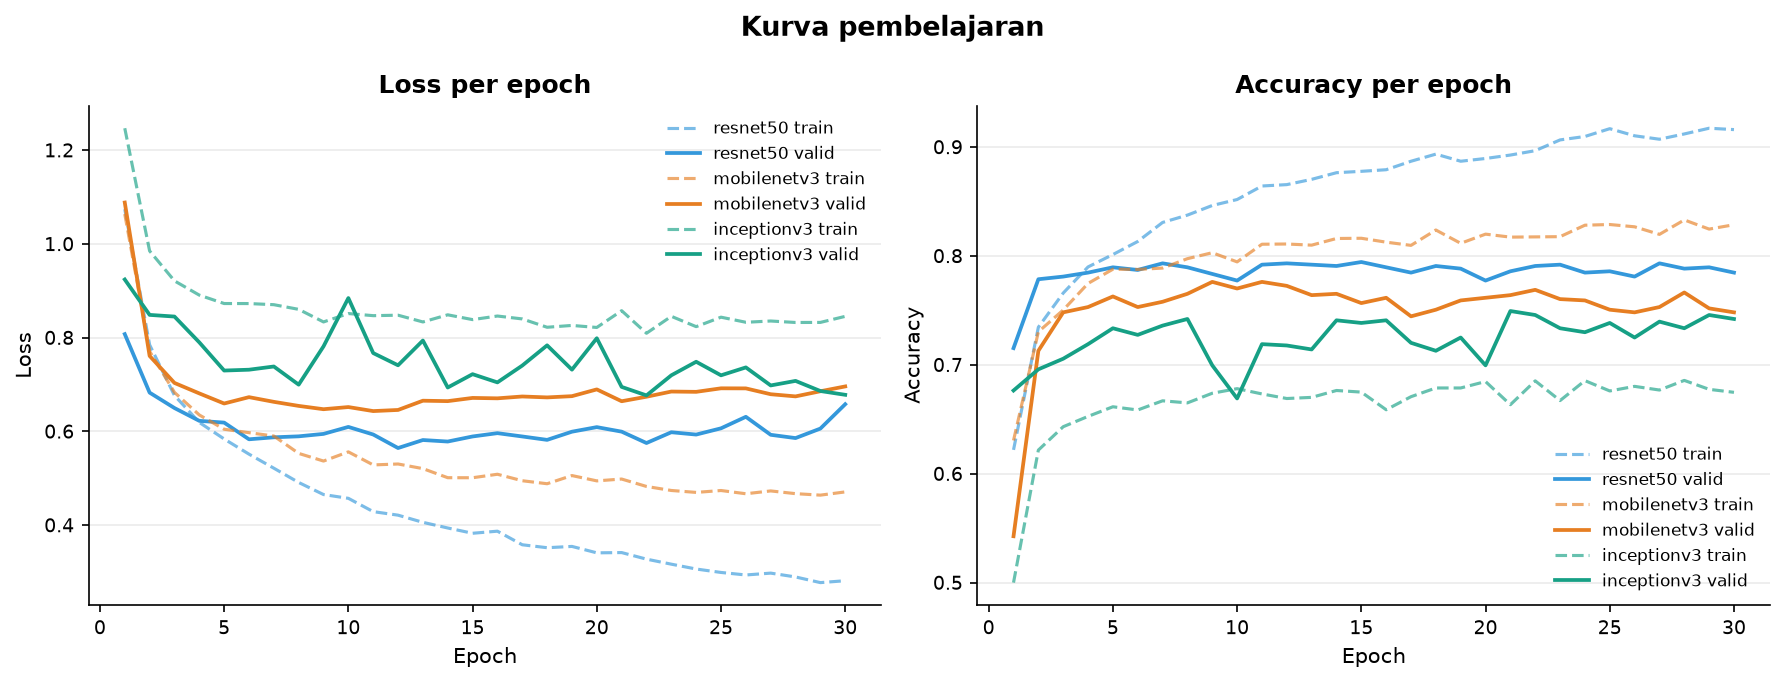 Kurva pembelajaran
Loss per epoch
resnet50 train
resnet50 valid
mobilenetv3 train
mobilenetv3 valid
inceptionv3 train
inceptionv3 valid
1.2
1.0
0.8
0.6
0.4
Loss
0 5 10 15 20 25 30
Epoch
Accuracy per epoch
0.9
0.8
0.7
0.6
0.5
Accuracy
resnet50 train
resnet50 valid
mobilenetv3 train
mobilenetv3 valid
inceptionv3 train
inceptionv3 valid
0 5 10 15 20 25 30
Epoch